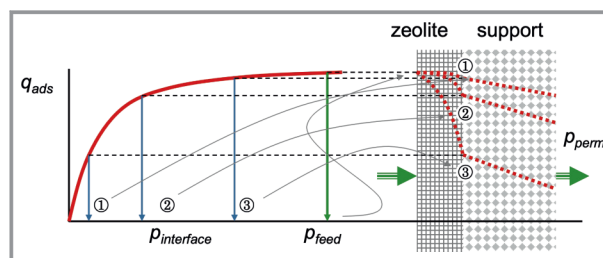 zeolite support
q_ads
①
②
③
p_perm
① ② ③
p_interface p_feed